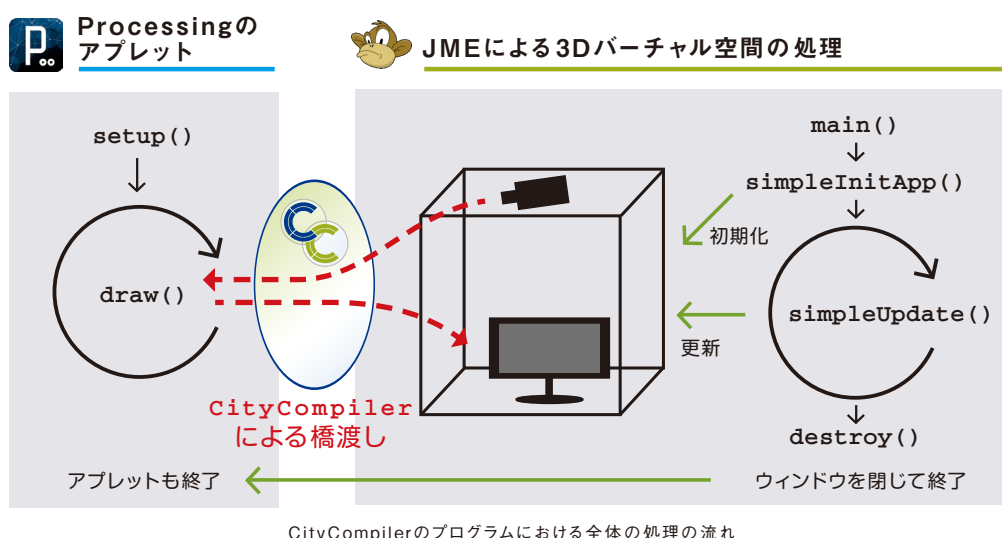 Processingの
アプレット
JMEによる3Dバーチャル空間の処理
setup()
draw()
CityCompiler
による橋渡し
main()
simpleInitApp()
初期化
simpleUpdate()
更新
destroy()
アプレットも終了
ウィンドウを閉じて終了
CityCompilerのプログラムにおける全体の処理の流れ